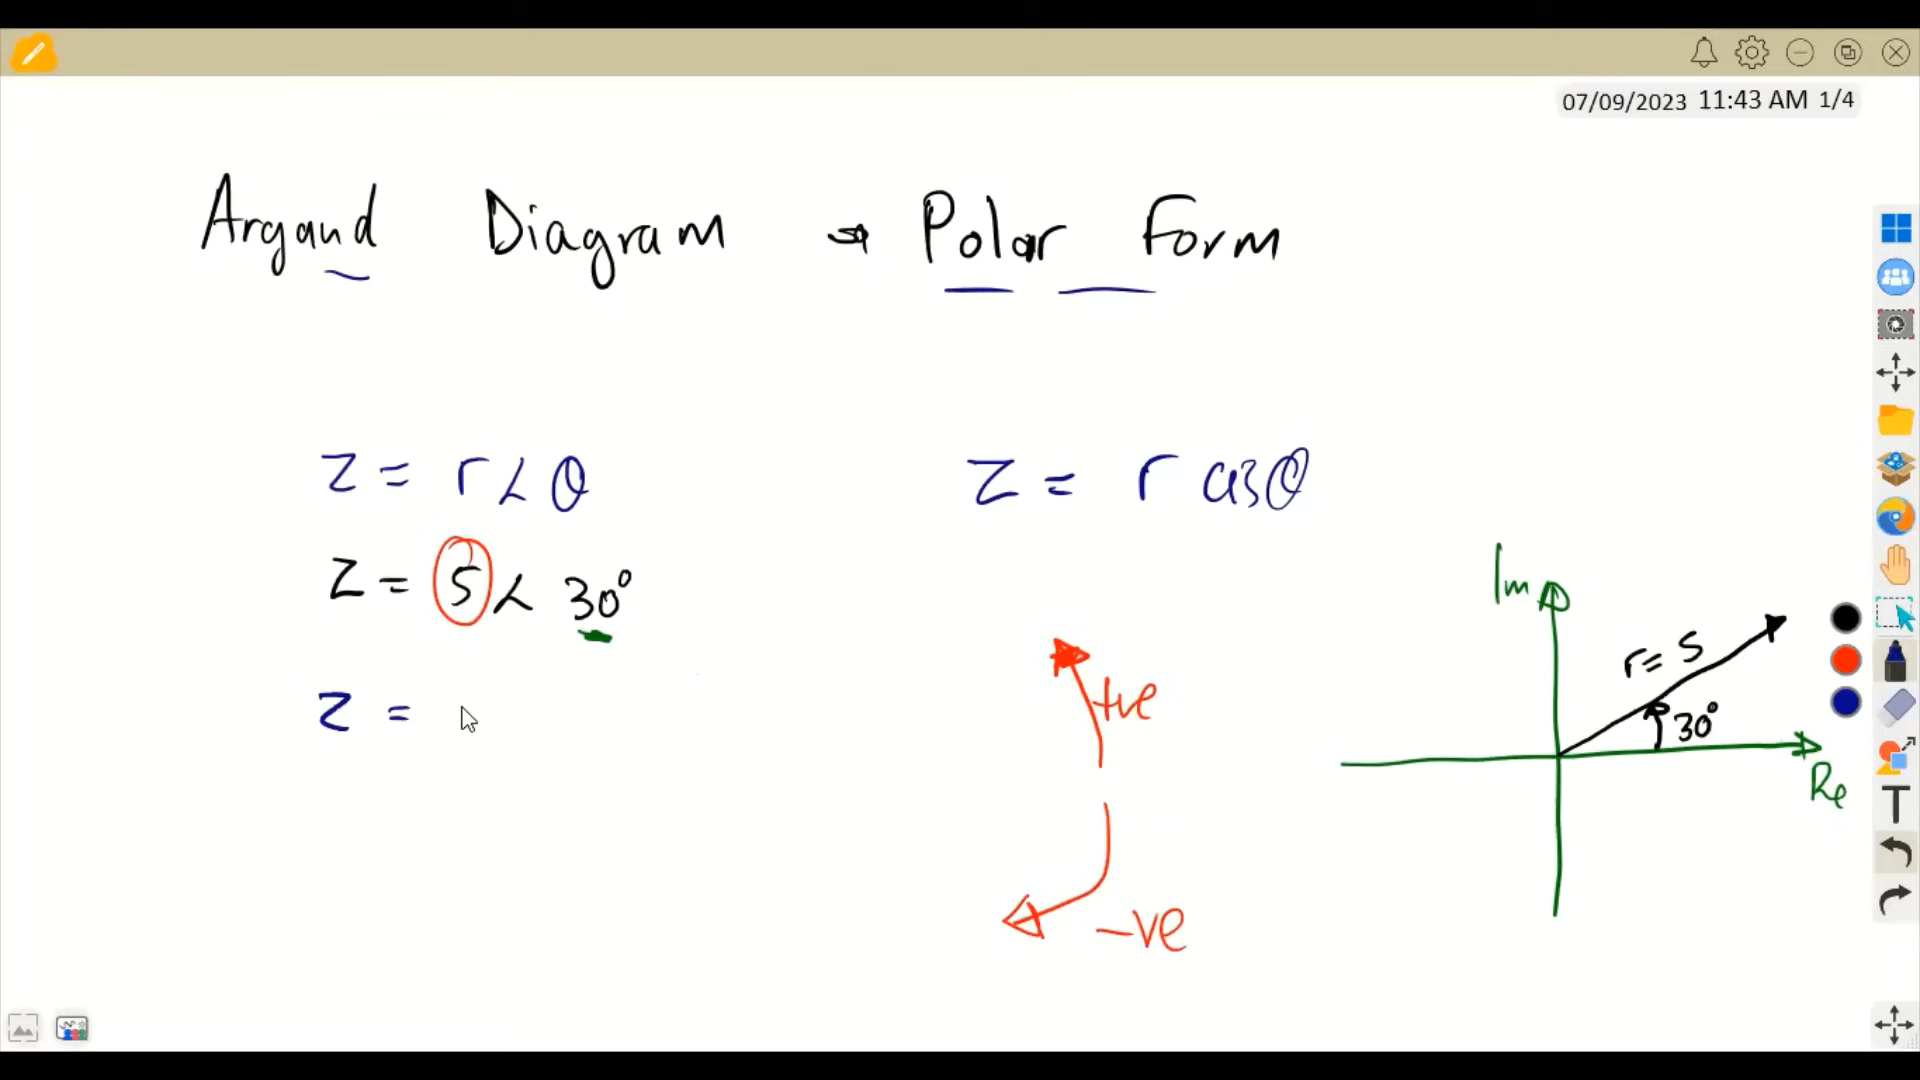 07/09/2023 11:43 AM 1/4
Argand Diagram → Polar Form
Z = r∠θ
Z = r cisθ
Z = 5∠30°
Z =
+ve
-ve
Im
r = 5
30°
Re
T